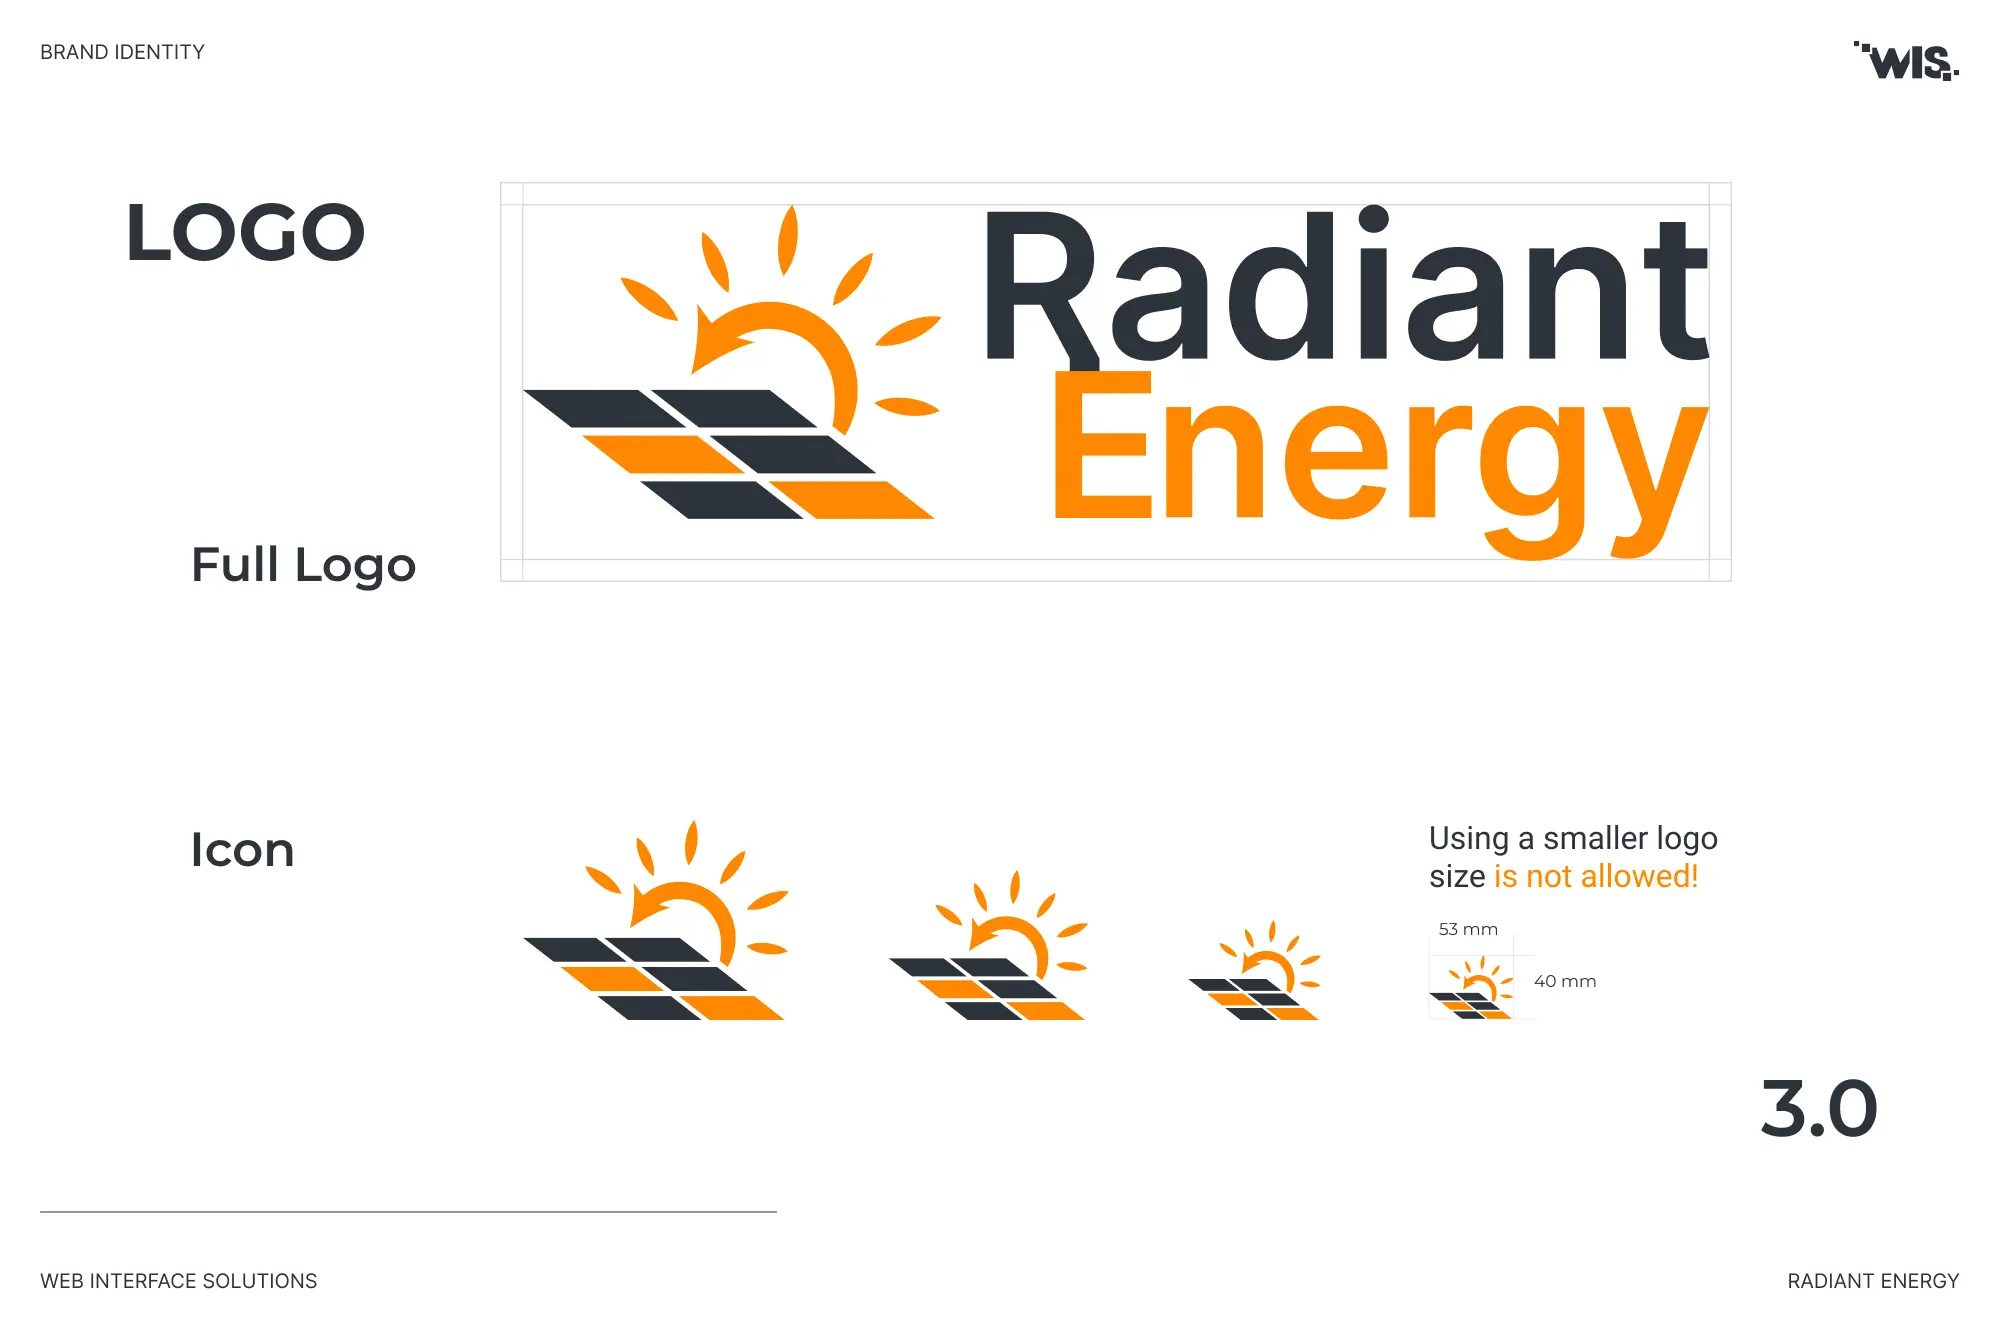 BRAND IDENTITY
WIS.
LOGO
Radiant
Energy
Full Logo
Icon
Using a smaller logo
size is not allowed!
53 mm
40 mm
3.0
WEB INTERFACE SOLUTIONS
RADIANT ENERGY